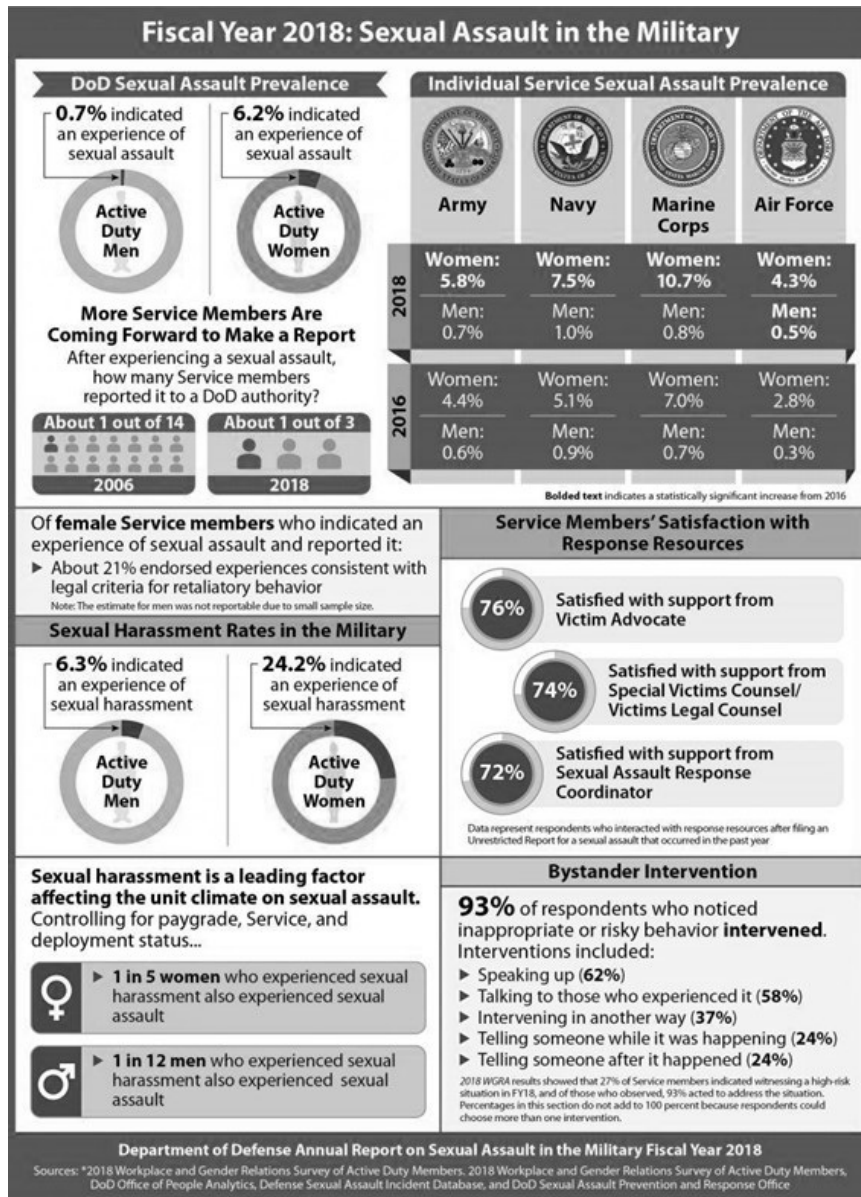 Fiscal Year 2018: Sexual Assault in the Military
DoD Sexual Assault Prevalence
0.7% indicated
an experience of
sexual assault
Active
Duty
Men
6.2% indicated
an experience of
sexual assault
Active
Duty
Women
More Service Members Are
Coming Forward to Make a Report
After experiencing a sexual assault,
how many Service members
reported it to a DoD authority?
About 1 out of 14
2006
About 1 out of 3
2018
Individual Service Sexual Assault Prevalence
Army
Navy
Marine
Corps
Air Force
2018
Women:
5.8%
Men:
0.7%
Women:
7.5%
Men:
1.0%
Women:
10.7%
Men:
0.8%
Women:
4.3%
Men:
0.5%
2016
Women:
4.4%
Men:
0.6%
Women:
5.1%
Men:
0.9%
Women:
7.0%
Men:
0.7%
Women:
2.8%
Men:
0.3%
Bolded text indicates a statistically significant increase from 2016
Of female Service members who indicated an
experience of sexual assault and reported it:
▶ About 21% endorsed experiences consistent with
legal criteria for retaliatory behavior
Note: The estimate for men was not reportable due to small sample size.
Sexual Harassment Rates in the Military
6.3% indicated
an experience of
sexual harassment
Active
Duty
Men
24.2% indicated
an experience of
sexual harassment
Active
Duty
Women
Service Members' Satisfaction with
Response Resources
76%
Satisfied with support from
Victim Advocate
74%
Satisfied with support from
Special Victims Counsel/
Victims Legal Counsel
72%
Satisfied with support from
Sexual Assault Response
Coordinator
Data represent respondents who interacted with response resources after filing an
Unrestricted Report for a sexual assault that occurred in the past year
Sexual harassment is a leading factor
affecting the unit climate on sexual assault.
Controlling for paygrade, Service, and
deployment status...
▶ 1 in 5 women who experienced sexual
harassment also experienced sexual
assault
▶ 1 in 12 men who experienced sexual
harassment also experienced sexual
assault
Bystander Intervention
93% of respondents who noticed
inappropriate or risky behavior intervened.
Interventions included:
▶ Speaking up (62%)
▶ Talking to those who experienced it (58%)
▶ Intervening in another way (37%)
▶ Telling someone while it was happening (24%)
▶ Telling someone after it happened (24%)
2018 WGRA results showed that 27% of Service members indicated witnessing a high-risk
situation in FY18, and of those who observed, 93% acted to address the situation.
Percentages in this section do not add to 100 percent because respondents could
choose more than one intervention.
Department of Defense Annual Report on Sexual Assault in the Military Fiscal Year 2018
Sources: *2018 Workplace and Gender Relations Survey of Active Duty Members. 2018 Workplace and Gender Relations Survey of Active Duty Members,
DoD Office of People Analytics, Defense Sexual Assault Incident Database, and DoD Sexual Assault Prevention and Response Office